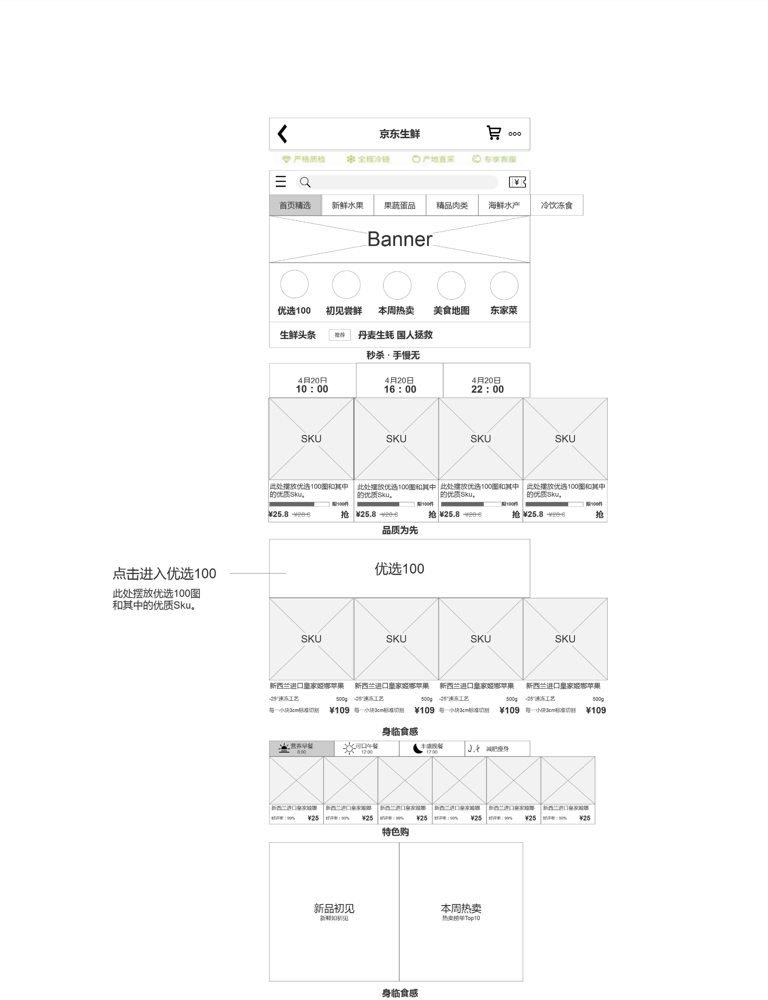 京东生鲜
严格质检 全程冷链 产地直采 专享客服
¥
首页精选 新鲜水果 果蔬蛋品 精品肉类 海鲜水产 冷饮冻食
Banner
优选100 初见尝鲜 本周热卖 美食地图 东家菜
生鲜头条 推荐 丹麦生蚝 国人拯救
秒杀 · 手慢无
4月20日 4月20日 4月20日
10：00 16：00 22：00
SKU SKU SKU SKU
此处摆放优选100图和其中 此处摆放优选100图和其中 此处摆放优选100图和其中 此处摆放优选100图和其中
的优质Sku。 的优质Sku。 的优质Sku。 的优质Sku。
限100件 限100件 限100件 限100件
¥25.8 ¥28.8 抢 ¥25.8 ¥28.8 抢 ¥25.8 ¥28.8 抢 ¥25.8 ¥28.8 抢
品质为先
优选100
点击进入优选100
此处摆放优选100图
和其中的优质Sku。
SKU SKU SKU SKU
新西兰进口皇家姬娜苹果 新西兰进口皇家姬娜苹果 新西兰进口皇家姬娜苹果 新西兰进口皇家姬娜苹果
-25°速冻工艺 500g -25°速冻工艺 500g -25°速冻工艺 500g -25°速冻工艺 500g
每一小块3cm标准切割 ¥109 每一小块3cm标准切割 ¥109 每一小块3cm标准切割 ¥109 每一小块3cm标准切割 ¥109
身临食感
营养早餐 可口午餐 丰盛晚餐 减肥瘦身
8:00 12:00 17:00
新西兰进口皇家姬娜 新西兰进口皇家姬娜 新西兰进口皇家姬娜 新西兰进口皇家姬娜 新西兰进口皇家姬娜 新西兰进口皇家姬娜
好评率：99% ¥25 好评率：99% ¥25 好评率：99% ¥25 好评率：99% ¥25 好评率：99% ¥25 好评率：99% ¥25
特色购
新品初见 本周热卖
新鲜如初见 热卖榜单Top10
身临食感